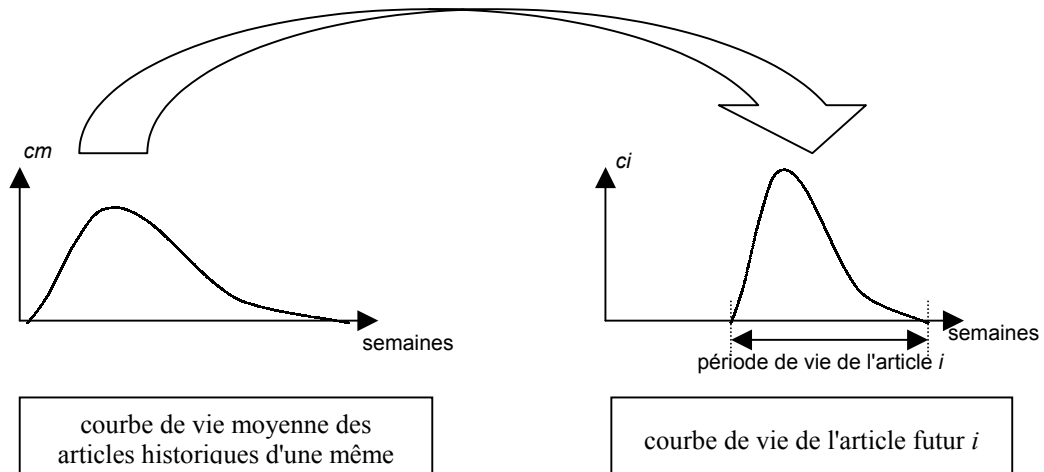 cm
ci
semaines
semaines
période de vie de l'article i
courbe de vie moyenne des
articles historiques d'une même
courbe de vie de l'article futur i